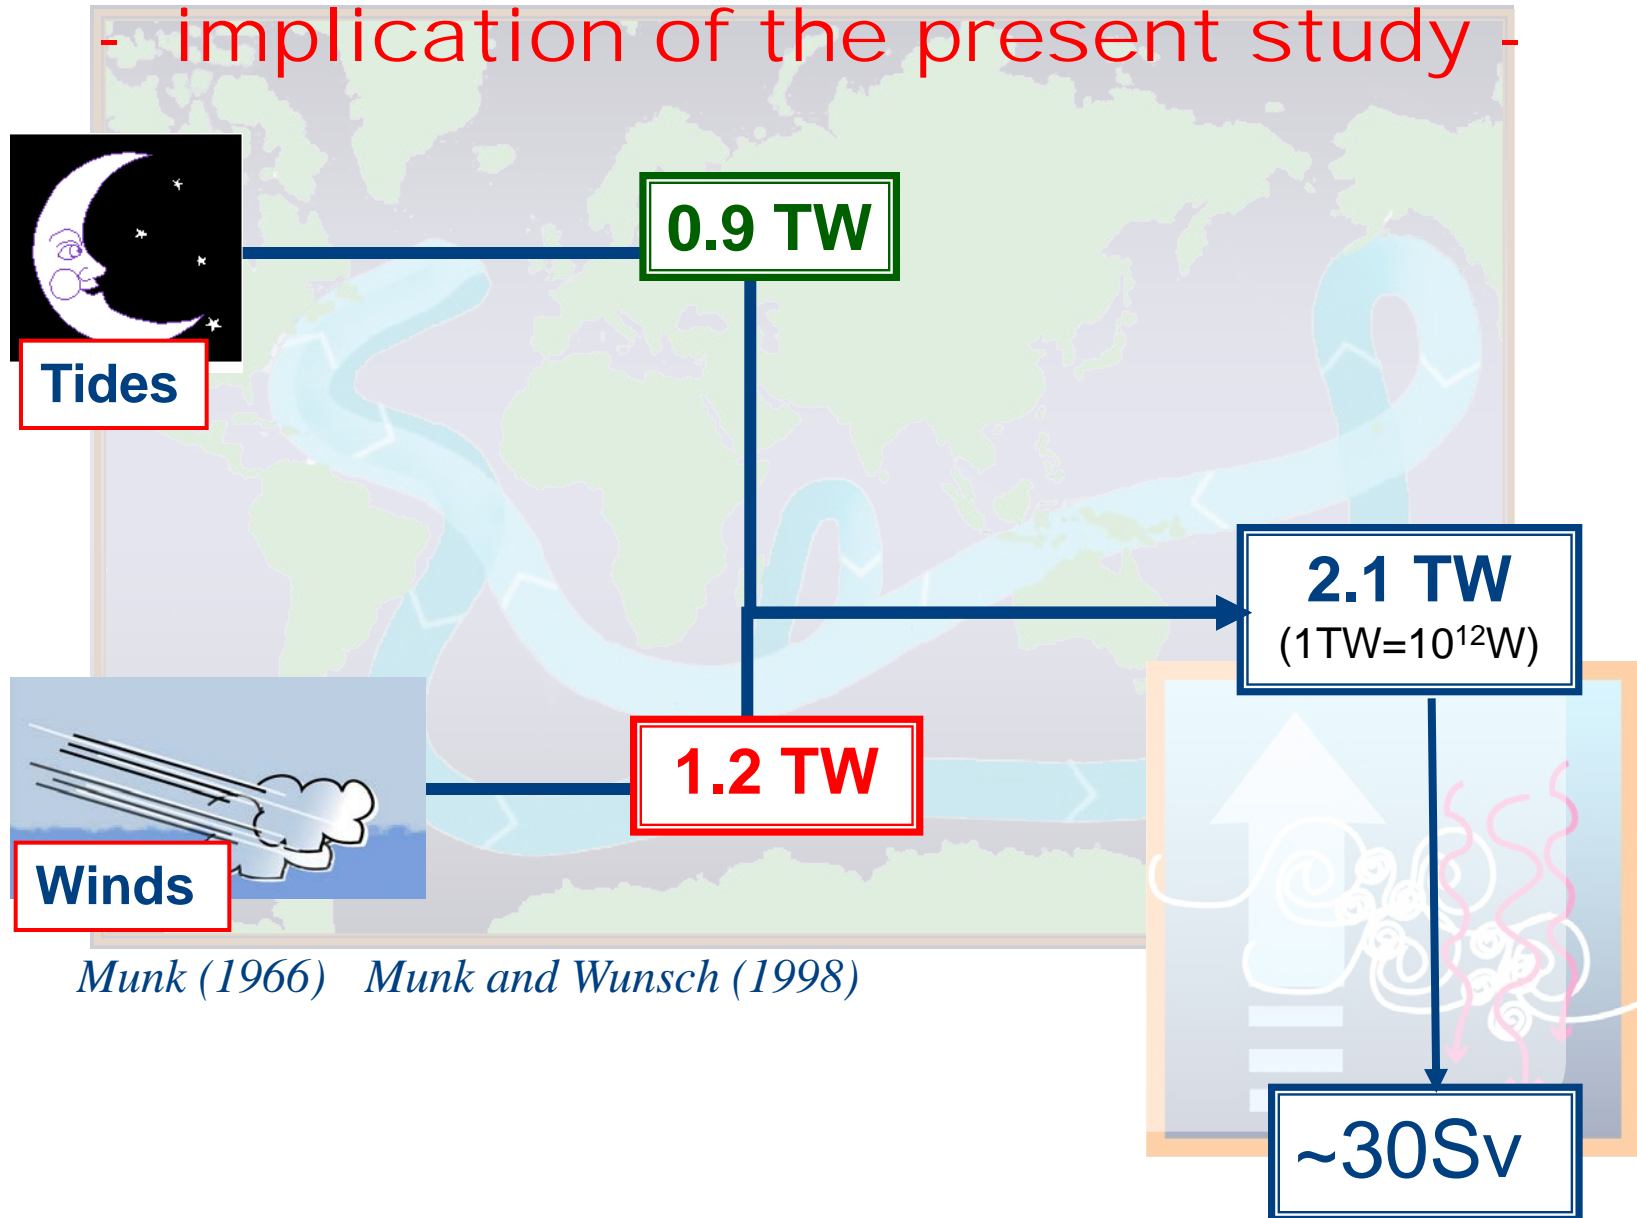 - implication of the present study -
0.9 TW
Tides
2.1 TW
(1TW=10¹²W)
1.2 TW
Winds
Munk (1966) Munk and Wunsch (1998)
~30Sv